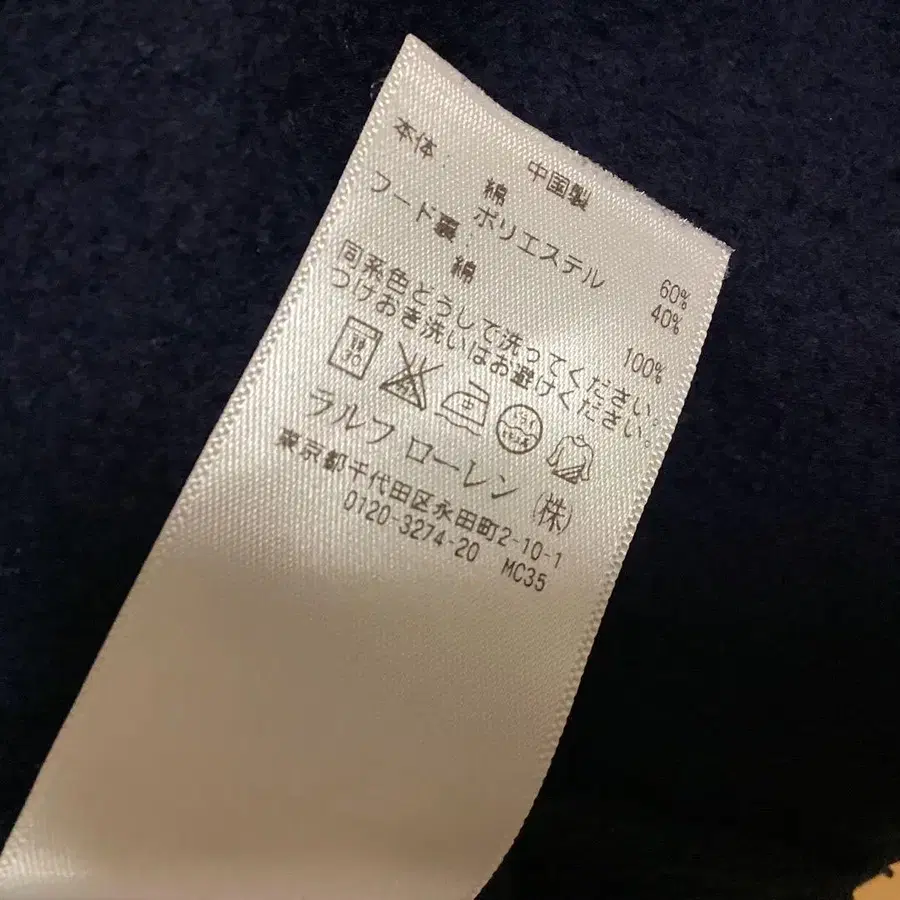 中国製
本体:
綿 60%
ポリエステル 40%
フード裏:
綿 100%
同系色どうして洗ってください。
つけおき洗いはお避けください。
30 中
ラルフ ローレン (株)
東京都千代田区永田町2-10-1
0120-3274-20 MC35